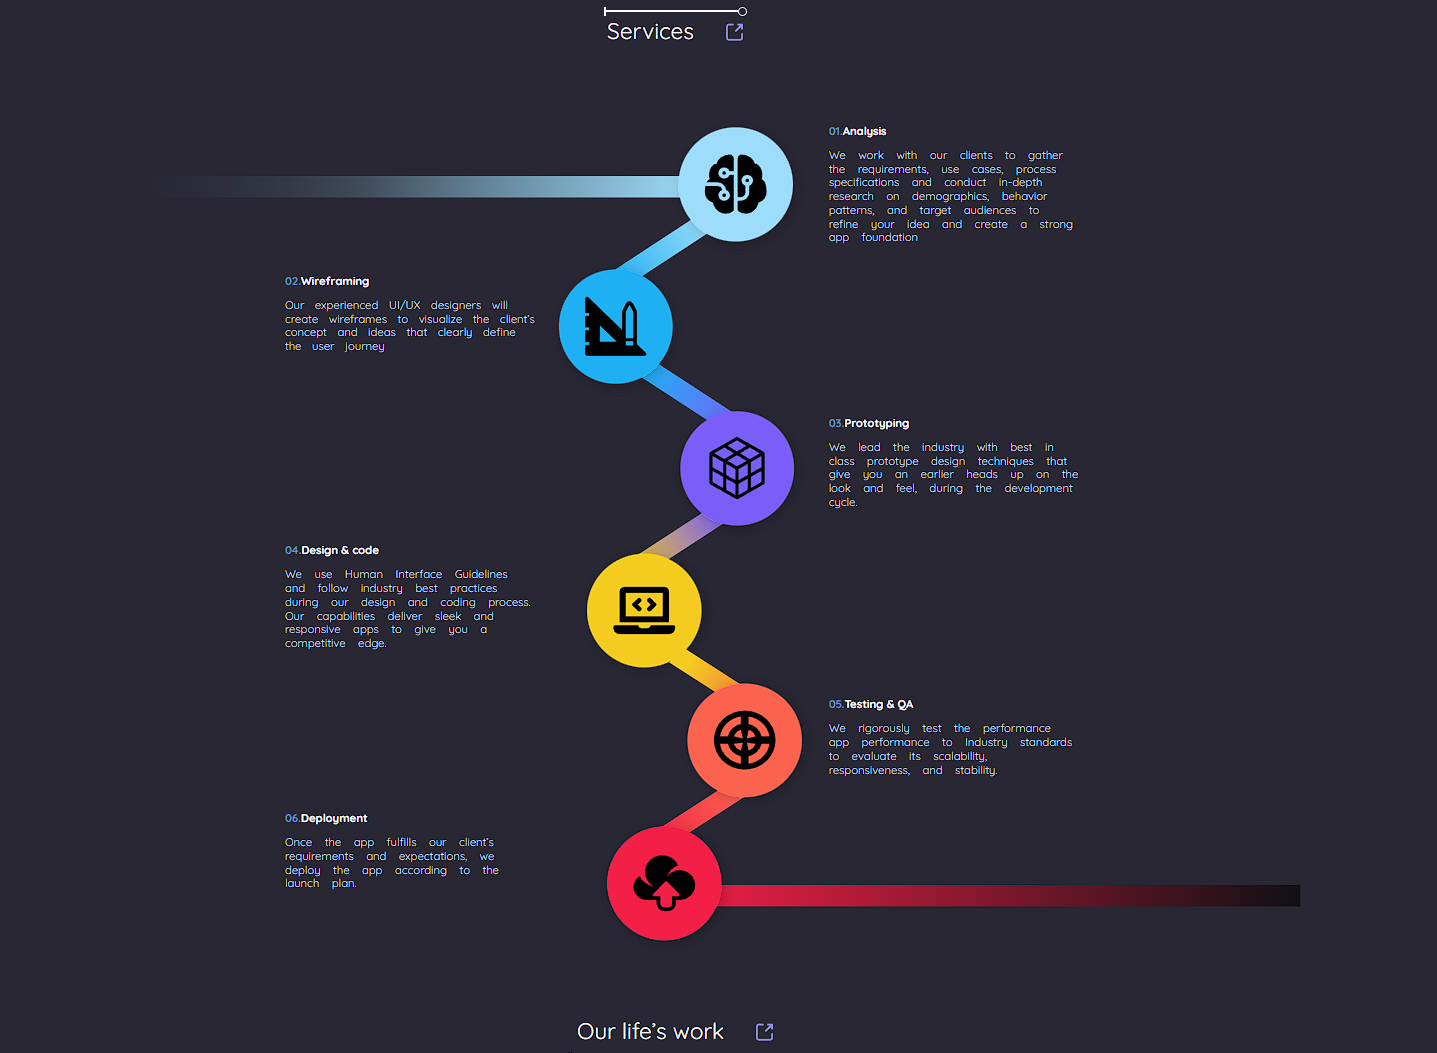 Services
01.Analysis
We work with our clients to gather
the requirements, use cases, process
specifications and conduct in-depth
research on demographics, behavior
patterns, and target audiences to
refine your idea and create a strong
app foundation
02.Wireframing
Our experienced UI/UX designers will
create wireframes to visualize the client's
concept and ideas that clearly define
the user journey
03.Prototyping
We lead the industry with best in
class prototype design techniques that
give you an earlier heads up on the
look and feel, during the development
cycle.
04.Design & code
We use Human Interface Guidelines
and follow industry best practices
during our design and coding process.
Our capabilities deliver sleek and
responsive apps to give you a
competitive edge.
05.Testing & QA
We rigorously test the performance
app performance to industry standards
to evaluate its scalability,
responsiveness, and stability.
06.Deployment
Once the app fulfills our client's
requirements and expectations, we
deploy the app according to the
launch plan.
Our life's work